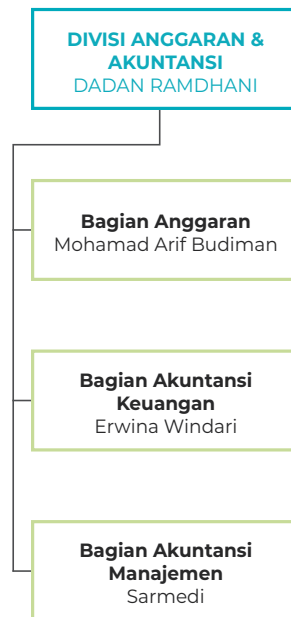 DIVISI ANGGARAN &
AKUNTANSI
DADAN RAMDHANI
Bagian Anggaran
Mohamad Arif Budiman
Bagian Akuntansi
Keuangan
Erwina Windari
Bagian Akuntansi
Manajemen
Sarmedi